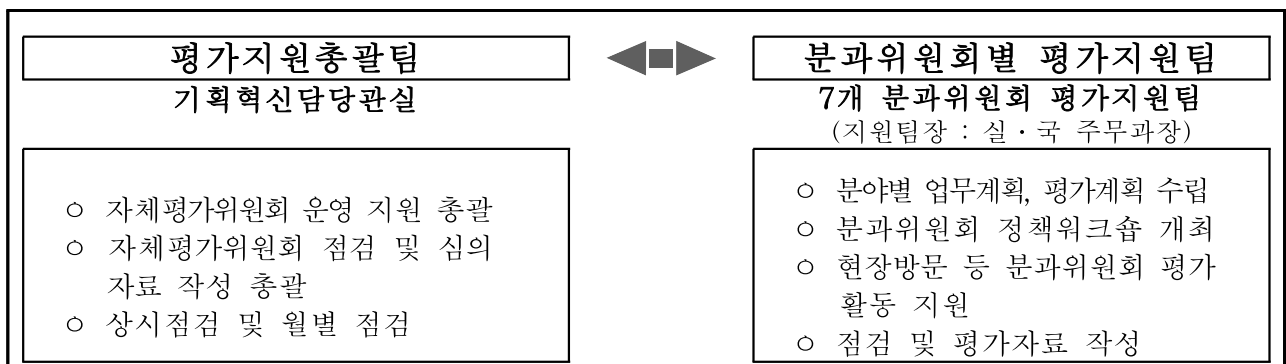 평가지원총괄팀
기획혁신담당관실
○ 자체평가위원회 운영 지원 총괄
○ 자체평가위원회 점검 및 심의
자료 작성 총괄
○ 상시점검 및 월별 점검
분과위원회별 평가지원팀
7개 분과위원회 평가지원팀
(지원팀장 : 실·국 주무과장)
○ 분야별 업무계획, 평가계획 수립
○ 분과위원회 정책워크숍 개최
○ 현장방문 등 분과위원회 평가
활동 지원
○ 점검 및 평가자료 작성